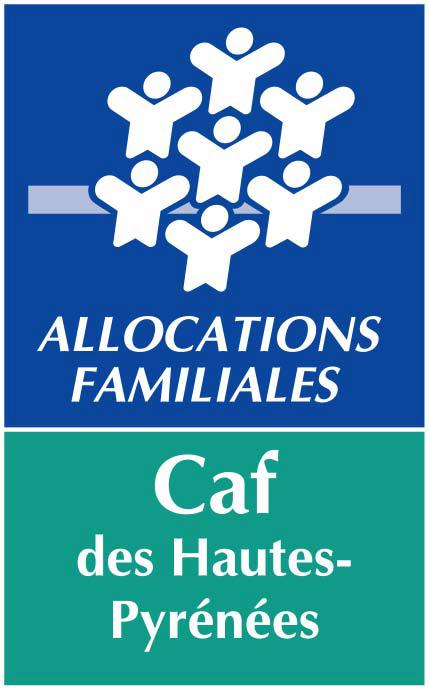 ALLOCATIONS
FAMILIALES
Caf
des Hautes-
Pyrénées